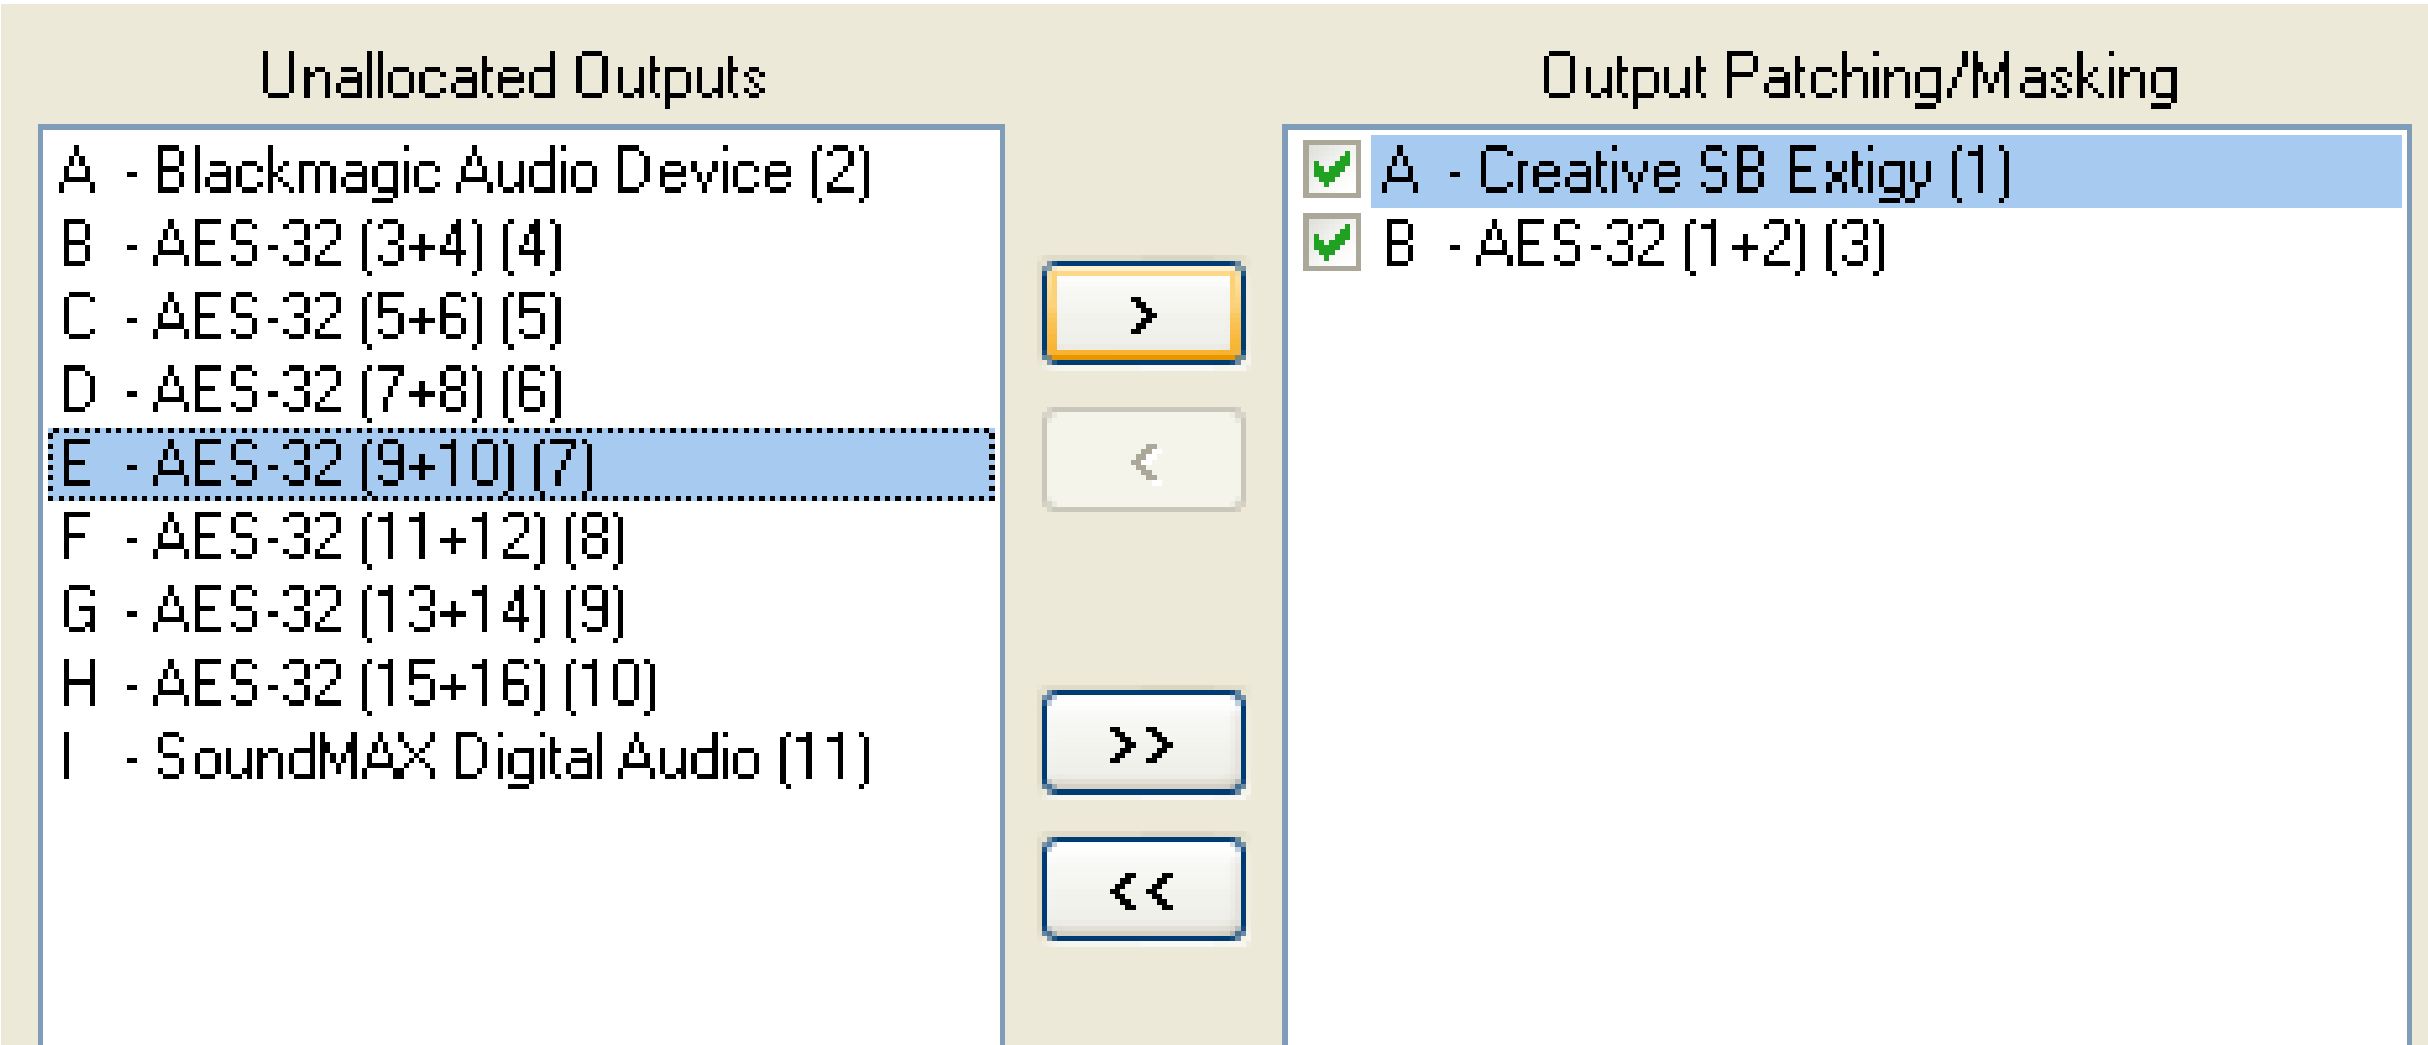 Unallocated Outputs
A - Blackmagic Audio Device (2)
B - AES-32 (3+4) (4)
C - AES-32 (5+6) (5)
D - AES-32 (7+8) (6)
E - AES-32 (9+10) (7)
F - AES-32 (11+12) (8)
G - AES-32 (13+14) (9)
H - AES-32 (15+16) (10)
I - SoundMAX Digital Audio (11)
>
<
>>
<<
Output Patching/Masking
A - Creative SB Extigy (1)
B - AES-32 (1+2) (3)